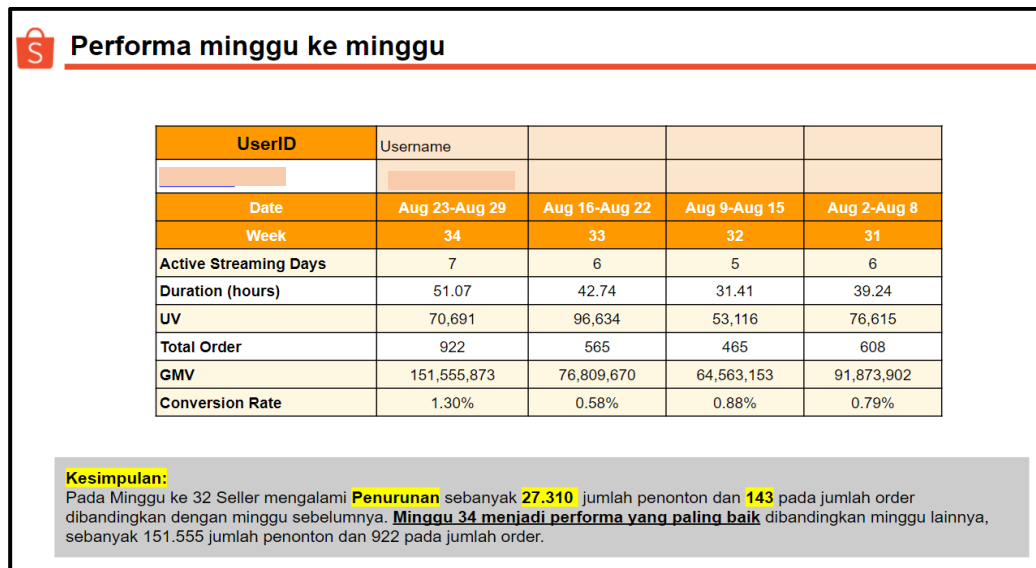 S
Performa minggu ke minggu
UserID Username
Date Aug 23-Aug 29 Aug 16-Aug 22 Aug 9-Aug 15 Aug 2-Aug 8
Week 34 33 32 31
Active Streaming Days 7 6 5 6
Duration (hours) 51.07 42.74 31.41 39.24
UV 70,691 96,634 53,116 76,615
Total Order 922 565 465 608
GMV 151,555,873 76,809,670 64,563,153 91,873,902
Conversion Rate 1.30% 0.58% 0.88% 0.79%
Kesimpulan:
Pada Minggu ke 32 Seller mengalami Penurunan sebanyak 27.310 jumlah penonton dan 143 pada jumlah order
dibandingkan dengan minggu sebelumnya. Minggu 34 menjadi performa yang paling baik dibandingkan minggu lainnya,
sebanyak 151.555 jumlah penonton dan 922 pada jumlah order.